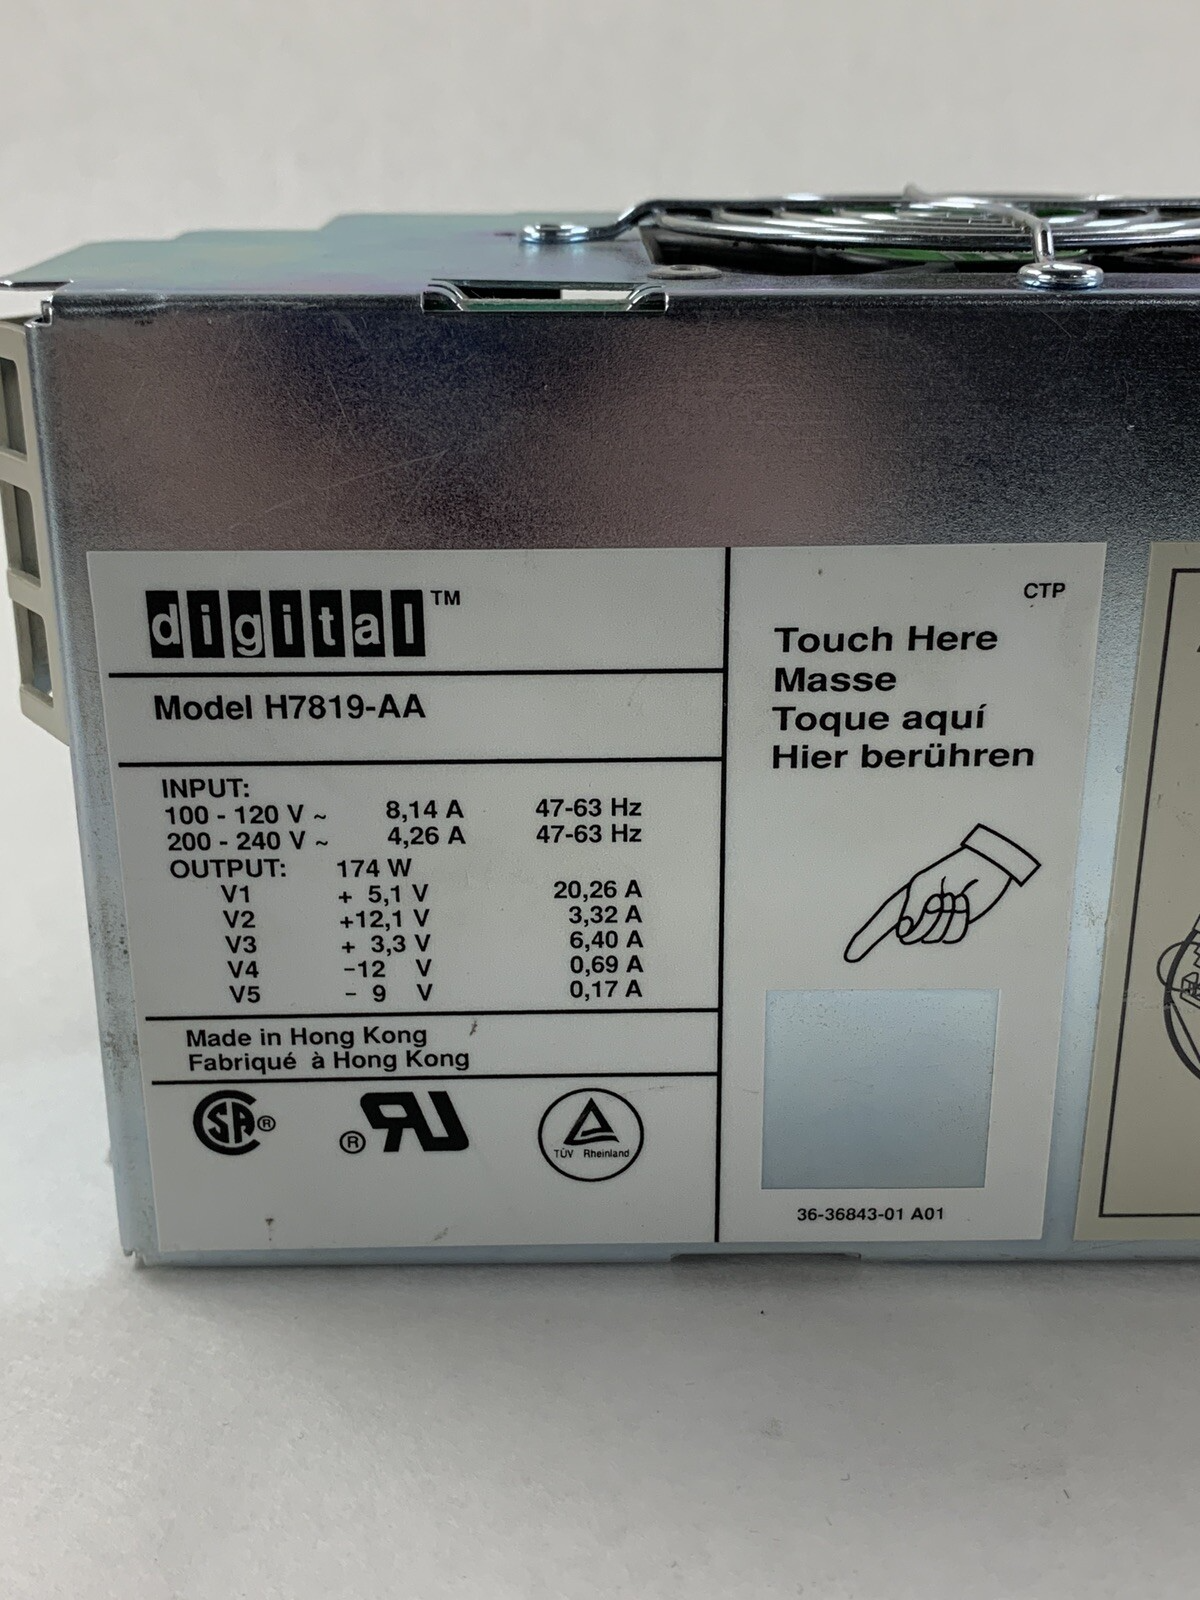 digital™
Model H7819-AA
INPUT:
100 - 120 V ~ 8,14 A 47-63 Hz
200 - 240 V ~ 4,26 A 47-63 Hz
OUTPUT: 174 W
V1 + 5,1 V 20,26 A
V2 +12,1 V 3,32 A
V3 + 3,3 V 6,40 A
V4 -12 V 0,69 A
V5 - 9 V 0,17 A
Made in Hong Kong
Fabriqué à Hong Kong
SA®
® UR
TÜV Rheinland
CTP
Touch Here
Masse
Toque aquí
Hier berühren
36-36843-01 A01